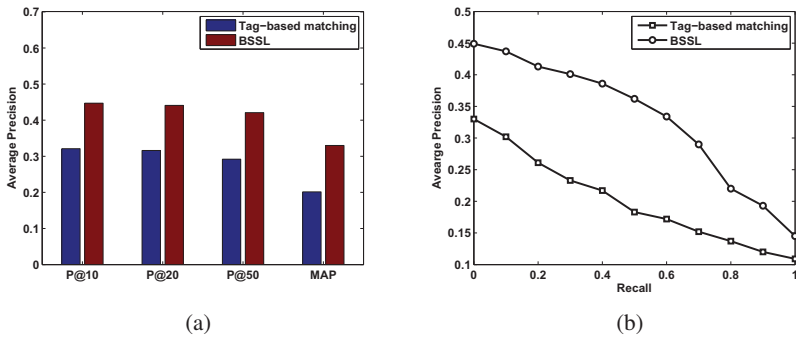 0.7
0.6
0.5
0.4
0.3
0.2
0.1
0
Average Precision
Tag-based matching
BSSL
P@10 P@20 P@50 MAP
(a)
0.5
0.45
0.4
0.35
0.3
0.25
0.2
0.15
0.1
Avearge Precision
Tag-based matching
BSSL
0 0.2 0.4 0.6 0.8 1
Recall
(b)